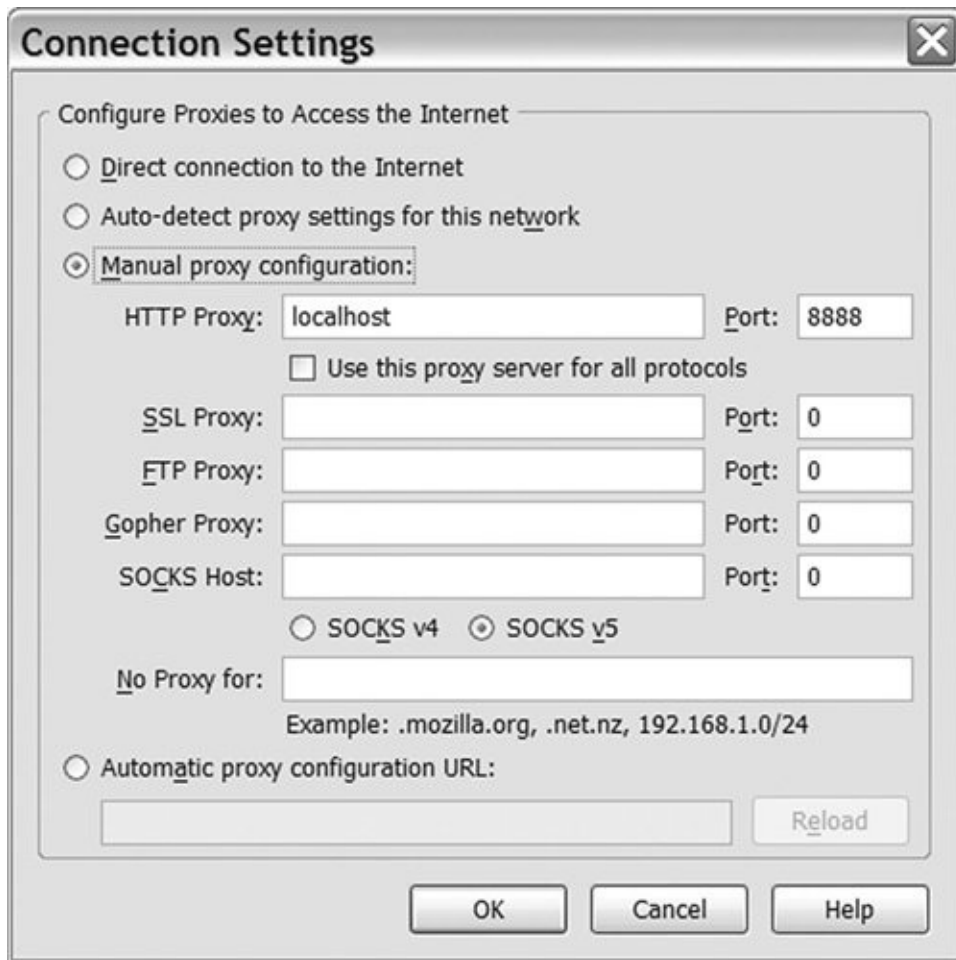 Connection Settings
Configure Proxies to Access the Internet
Direct connection to the Internet
Auto-detect proxy settings for this network
Manual proxy configuration:
HTTP Proxy: localhost Port: 8888
Use this proxy server for all protocols
SSL Proxy: Port: 0
FTP Proxy: Port: 0
Gopher Proxy: Port: 0
SOCKS Host: Port: 0
SOCKS v4 SOCKS v5
No Proxy for:
Example: .mozilla.org, .net.nz, 192.168.1.0/24
Automatic proxy configuration URL:
Reload
OK Cancel Help